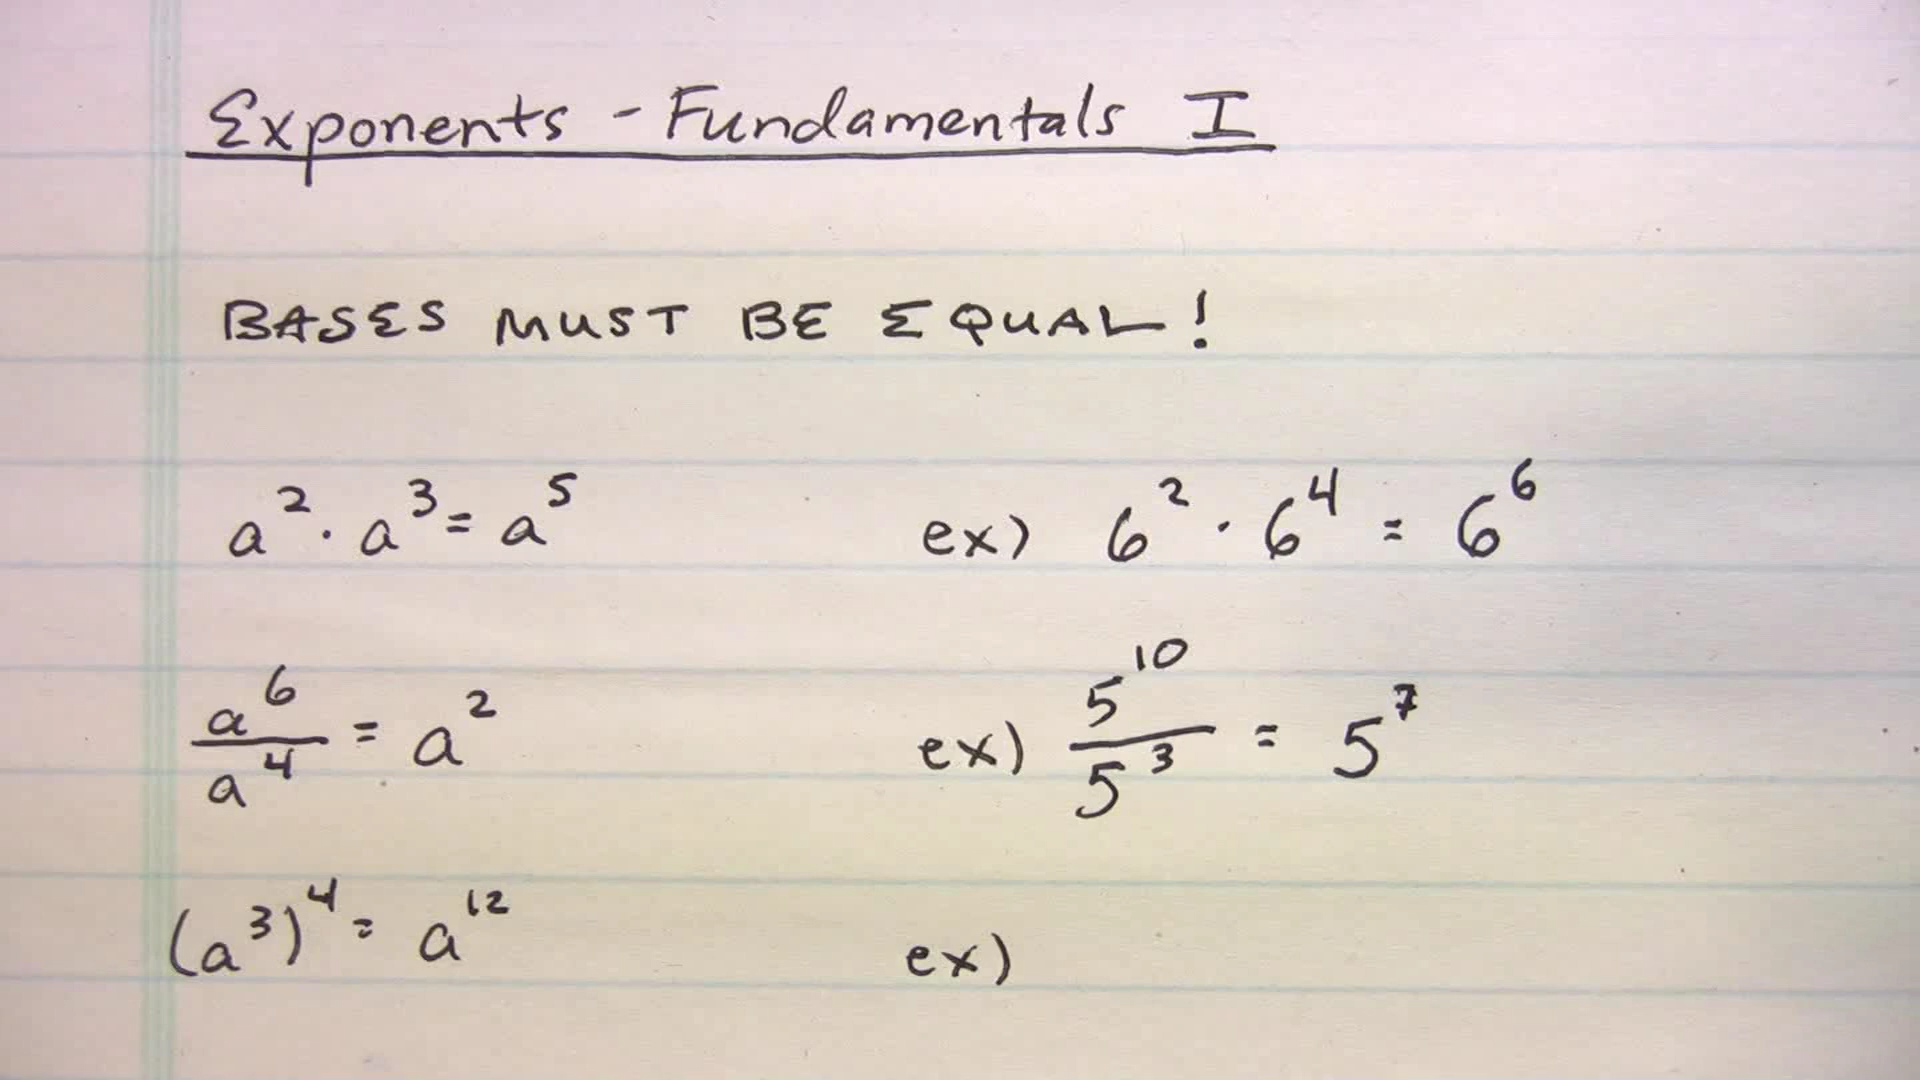 Exponents - Fundamentals I
BASES MUST BE EQUAL!
a² · a³ = a⁵ ex) 6² · 6⁴ = 6⁶
a⁶/a⁴ = a² ex) 5¹⁰/5³ = 5⁷
(a³)⁴ = a¹² ex)